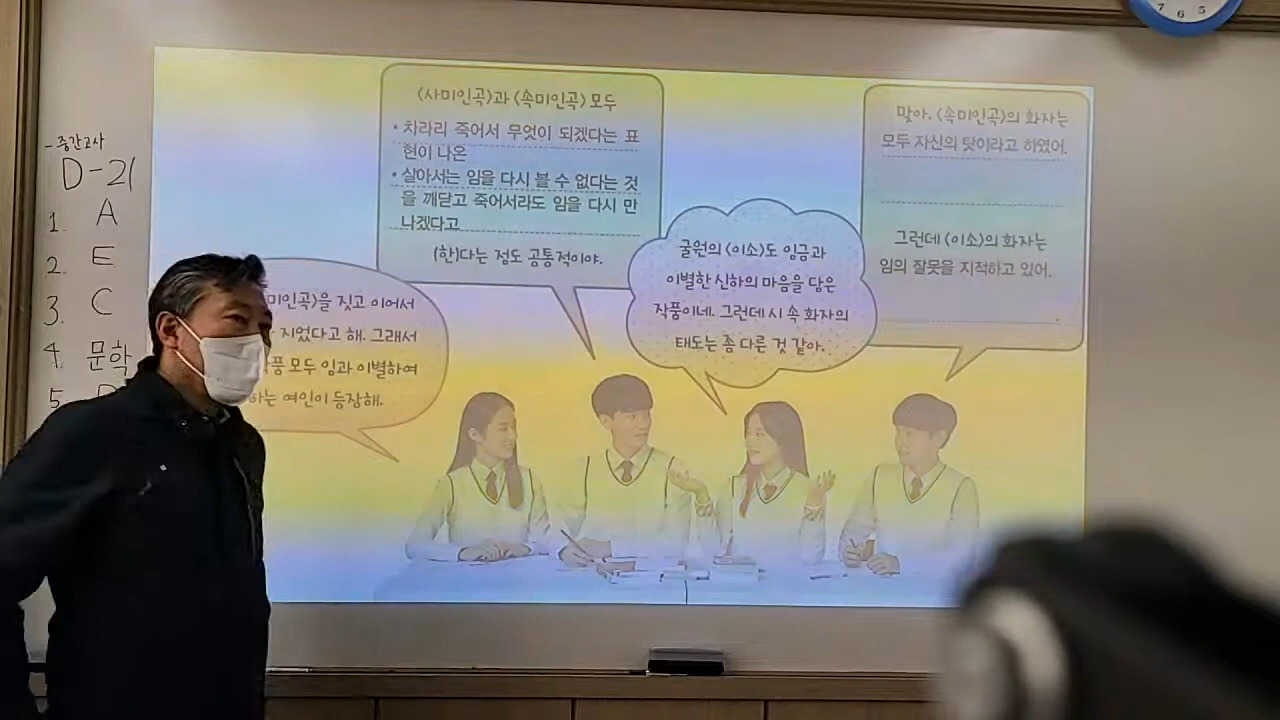 - 중간고사
D-21
1. A
2. E
3. C
4. 문학
5.
<사미인곡>과 <속미인곡> 모두
• 차라리 죽어서 무엇이 되겠다는 표
현이 나온
• 살아서는 임을 다시 볼 수 없다는 것
을 깨닫고 죽어서라도 임을 다시 만
나겠다고
(한)다는 점도 공통적이야.
맞아. <속미인곡>의 화자는
모두 자신의 탓이라고 하였어.
그런데 <이소>의 화자는
임의 잘못을 지적하고 있어.
굴원의 <이소>도 임금과
이별한 신하의 마음을 담은
작품이네. 그런데 시 속 화자의
태도는 좀 다른 것 같아.
미인곡>을 짓고 이어서
지었다고 해. 그래서
품 모두 임과 이별하여
하는 여인이 등장해.
7 6 5